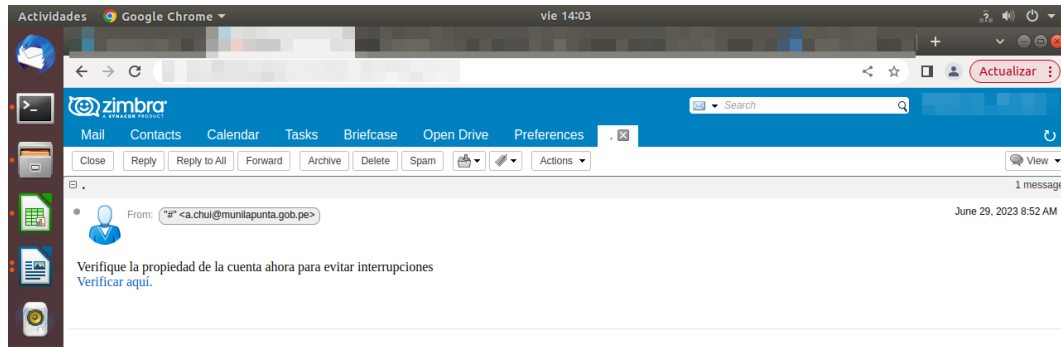 Actividades Google Chrome ▾ vie 14:03
Actualizar
zimbra
A SYNACOR PRODUCT
Search
Mail Contacts Calendar Tasks Briefcase Open Drive Preferences .
Close Reply Reply to All Forward Archive Delete Spam Actions View
. 1 message
From: "#" <a.chui@munilapunta.gob.pe> June 29, 2023 8:52 AM
Verifique la propiedad de la cuenta ahora para evitar interrupciones
Verificar aquí.